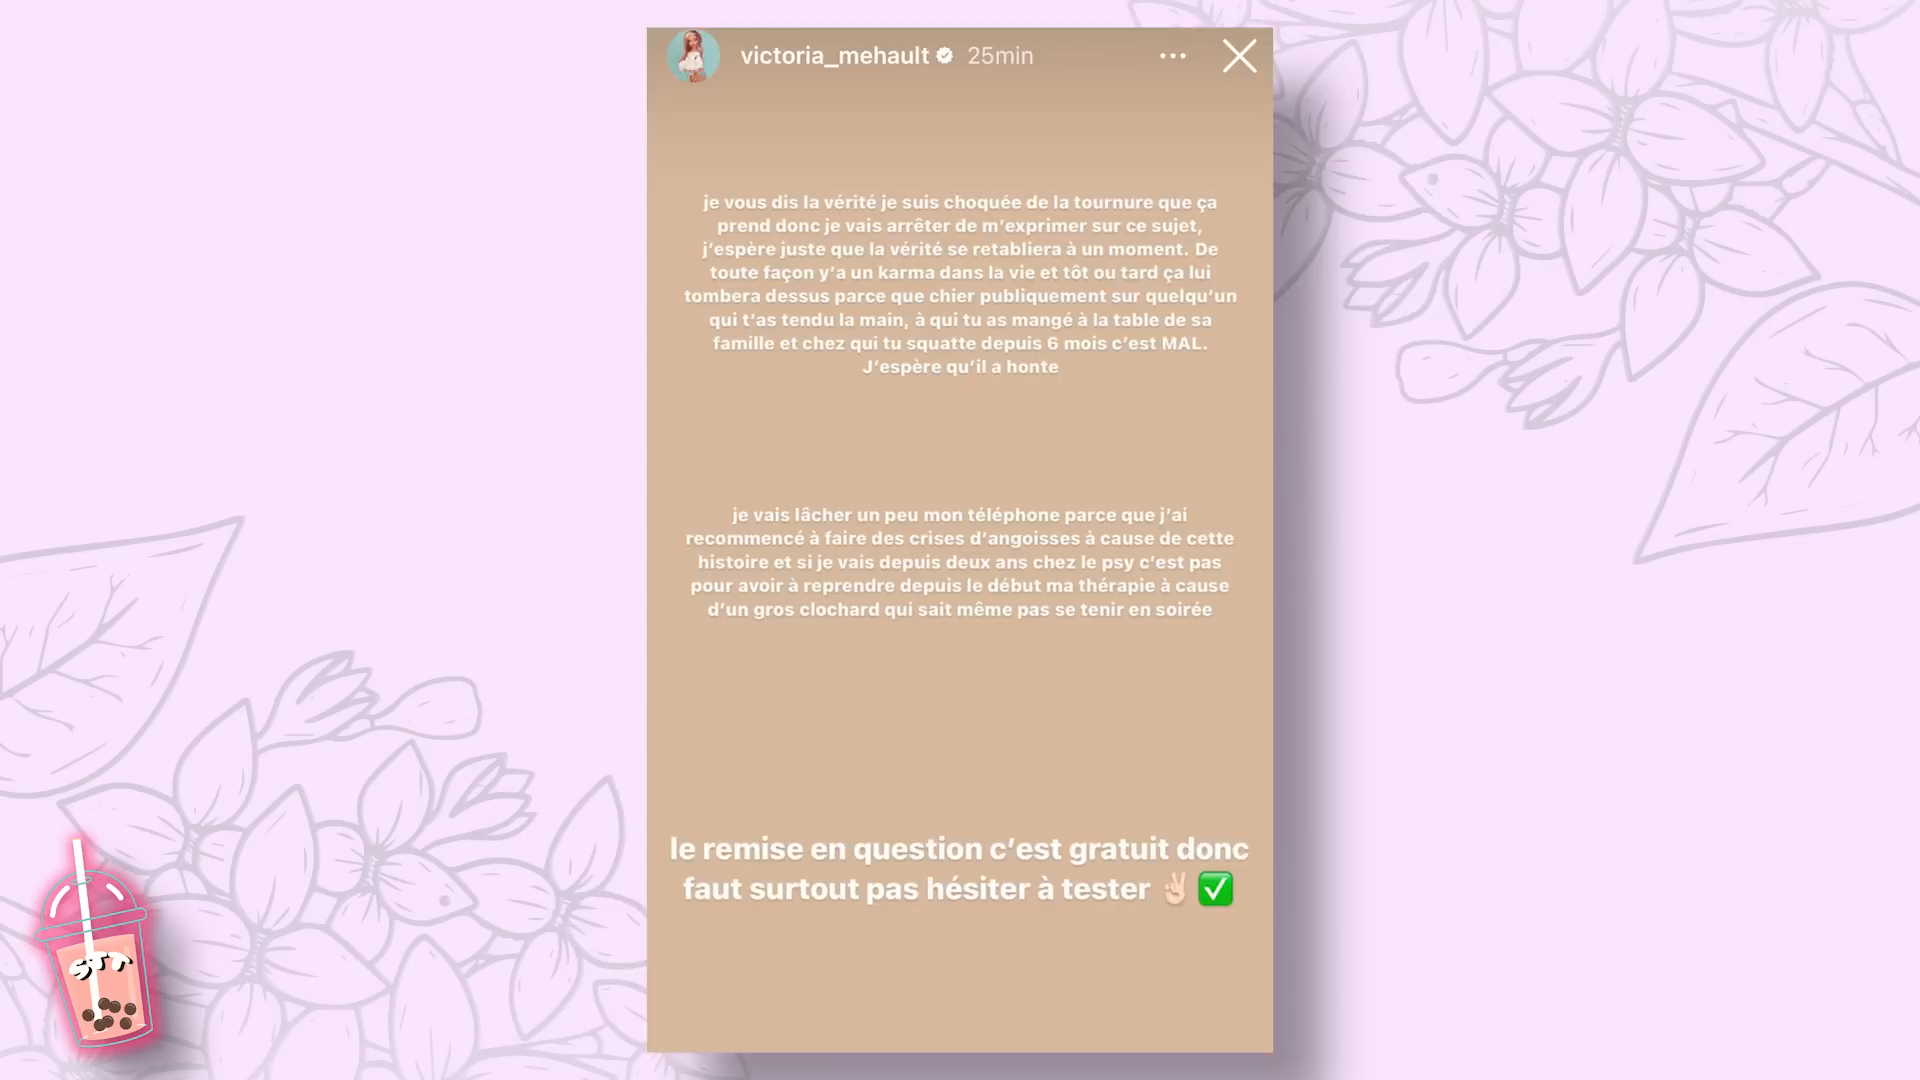 victoria_mehault 25min
je vous dis la vérité je suis choquée de la tournure que ça
prend donc je vais arrêter de m’exprimer sur ce sujet,
j’espère juste que la vérité se retabliera à un moment. De
toute façon y’a un karma dans la vie et tôt ou tard ça lui
tombera dessus parce que chier publiquement sur quelqu’un
qui t’as tendu la main, à qui tu as mangé à la table de sa
famille et chez qui tu squatte depuis 6 mois c’est MAL.
J’espère qu’il a honte
je vais lâcher un peu mon téléphone parce que j’ai
recommencé à faire des crises d’angoisses à cause de cette
histoire et si je vais depuis deux ans chez le psy c’est pas
pour avoir à reprendre depuis le début ma thérapie à cause
d’un gros clochard qui sait même pas se tenir en soirée
le remise en question c’est gratuit donc
faut surtout pas hésiter à tester ✌🏻 ✅
STT